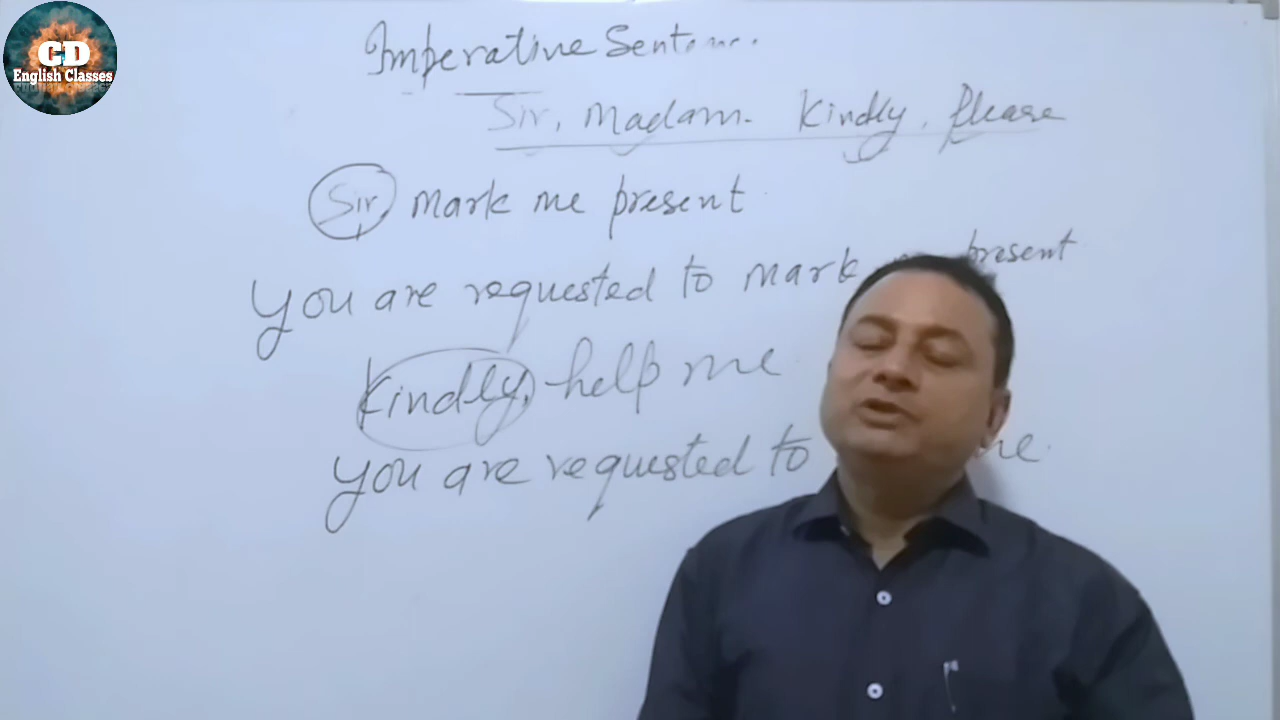 CD
English Classes
Imperative
Sir, Madam. Kindly, Please
Sir, mark me present
You are requested to mark present
Kindly, help me
You are requested to me.